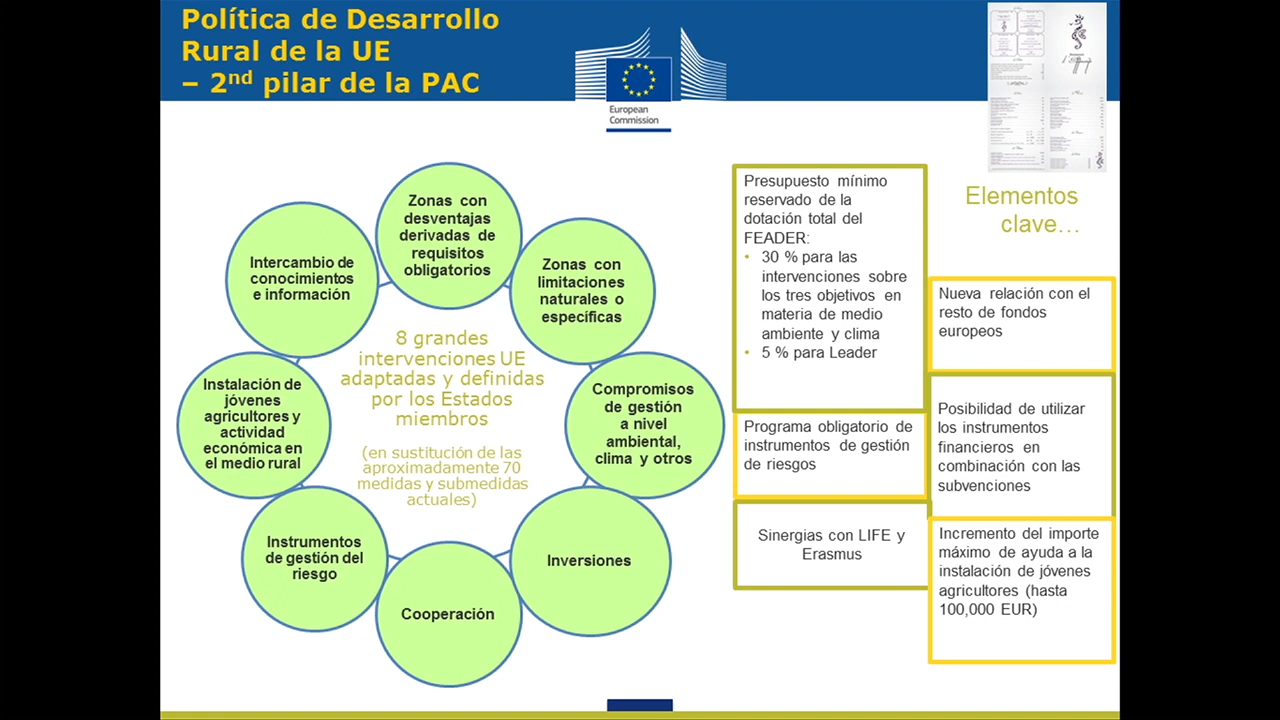 Política de Desarrollo
Rural de la UE
– 2nd pilar de la PAC
European
Commission
Zonas con
desventajas
derivadas de
requisitos
obligatorios
Zonas con
limitaciones
naturales o
específicas
Compromisos
de gestión
a nivel
ambiental,
clima y otros
Inversiones
Cooperación
Instrumentos
de gestión del
riesgo
Instalación de
jóvenes
agricultores y
actividad
económica en
el medio rural
Intercambio de
conocimientos
e información
8 grandes
intervenciones UE
adaptadas y definidas
por los Estados
miembros
(en sustitución de las
aproximadamente 70
medidas y submedidas
actuales)
Presupuesto mínimo
reservado de la
dotación total del
FEADER:
• 30 % para las
intervenciones sobre
los tres objetivos en
materia de medio
ambiente y clima
• 5 % para Leader
Programa obligatorio de
instrumentos de gestión
de riesgos
Sinergias con LIFE y
Erasmus
Elementos
clave…
Nueva relación con el
resto de fondos
europeos
Posibilidad de utilizar
los instrumentos
financieros en
combinación con las
subvenciones
Incremento del importe
máximo de ayuda a la
instalación de jóvenes
agricultores (hasta
100,000 EUR)